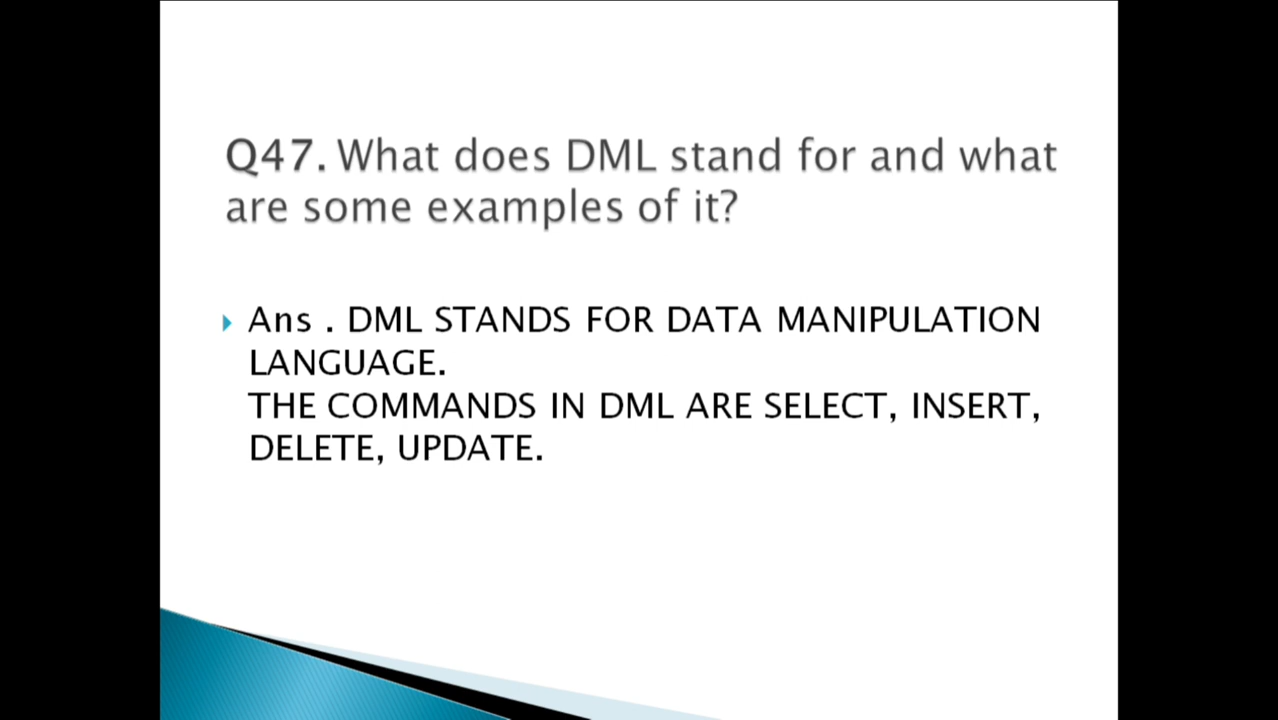 Q47. What does DML stand for and what
are some examples of it?
Ans . DML STANDS FOR DATA MANIPULATION
LANGUAGE.
THE COMMANDS IN DML ARE SELECT, INSERT,
DELETE, UPDATE.